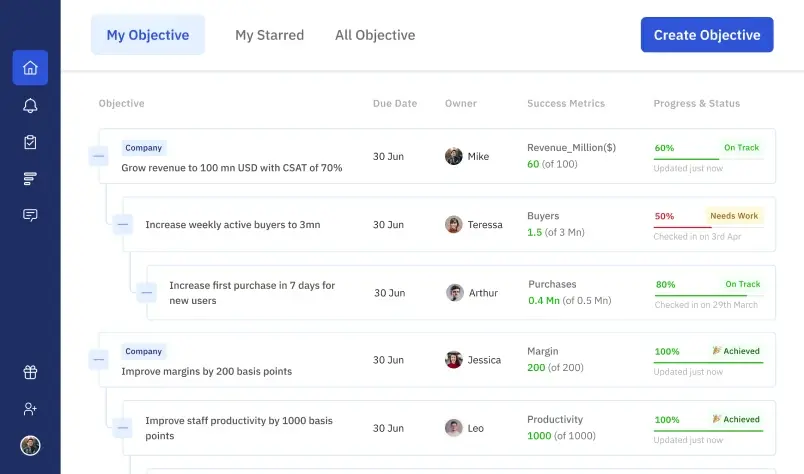 My Objective
My Starred
All Objective
Create Objective
Objective
Due Date
Owner
Success Metrics
Progress & Status
Company
Grow revenue to 100 mn USD with CSAT of 70%
30 Jun
Mike
Revenue_Million($)
60 (of 100)
60%
On Track
Updated just now
Increase weekly active buyers to 3mn
30 Jun
Teressa
Buyers
1.5 (of 3 Mn)
50%
Needs Work
Checked in on 3rd Apr
Increase first purchase in 7 days for
new users
30 Jun
Arthur
Purchases
0.4 Mn (of 0.5 Mn)
80%
On Track
Checked in on 29th March
Company
Improve margins by 200 basis points
30 Jun
Jessica
Margin
200 (of 200)
100%
🎉 Achieved
Updated just now
Improve staff productivity by 1000 basis
points
30 Jun
Leo
Productivity
1000 (of 1000)
100%
🎉 Achieved
Updated just now